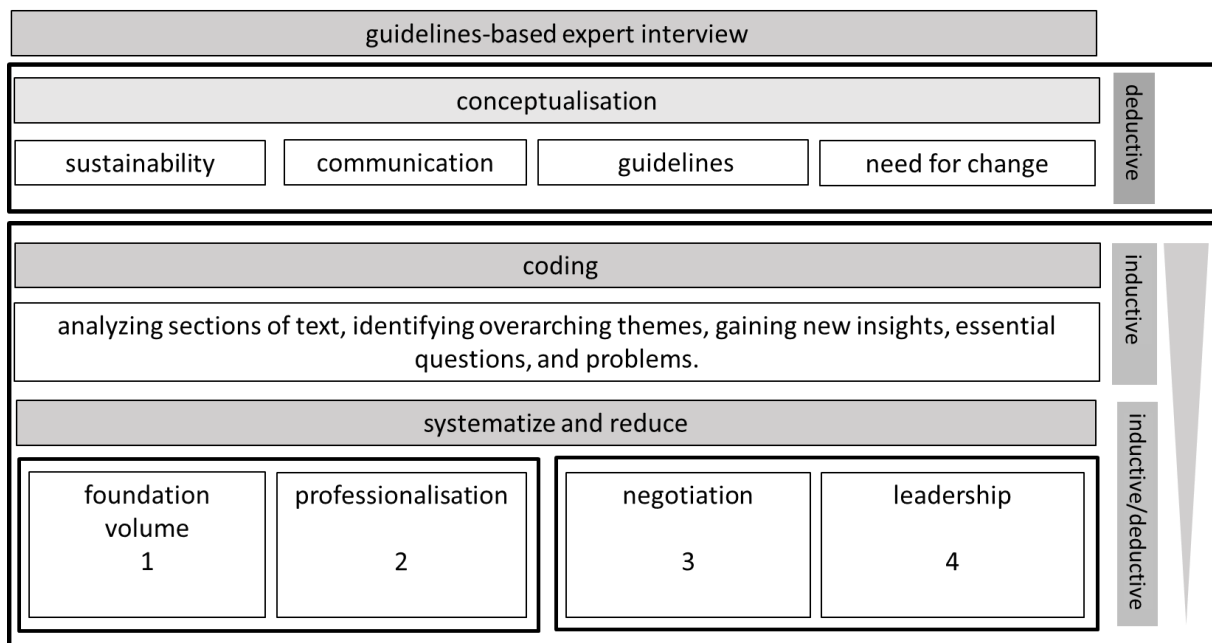 guidelines-based expert interview
conceptualisation
deductive
sustainability
communication
guidelines
need for change
coding
inductive
analyzing sections of text, identifying overarching themes, gaining new insights, essential
questions, and problems.
systematize and reduce
inductive/deductive
foundation
volume
1
professionalisation
2
negotiation
3
leadership
4